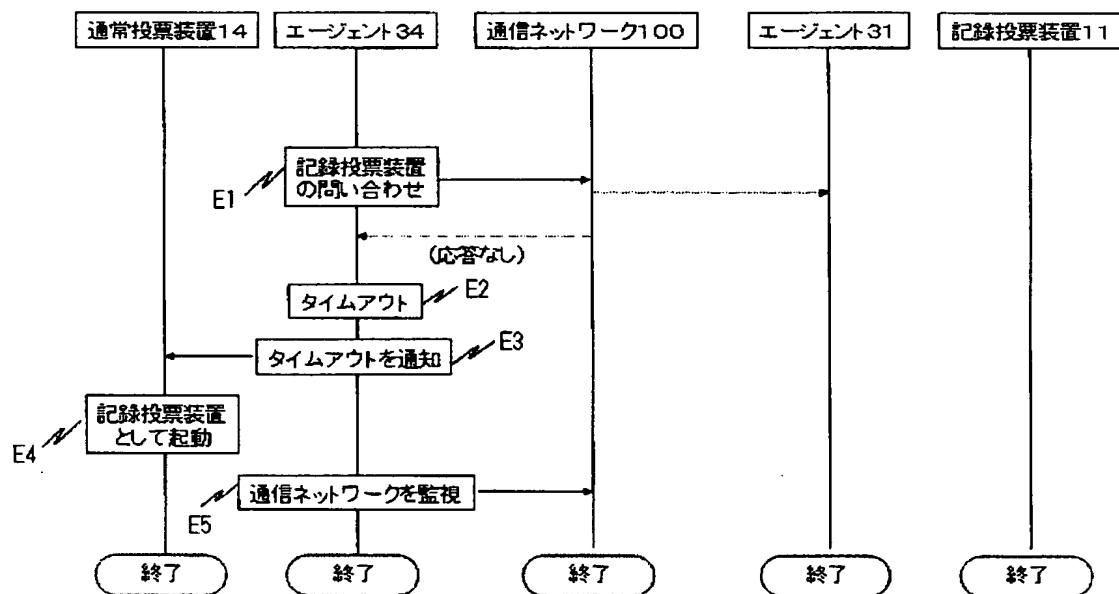 通常投票装置14
エージェント34
通信ネットワーク100
エージェント31
記録投票装置11
記録投票装置
の問い合わせ
E1
(応答なし)
タイムアウト
E2
タイムアウトを通知
E3
記録投票装置
として起動
E4
通信ネットワークを監視
E5
終了
終了
終了
終了
終了